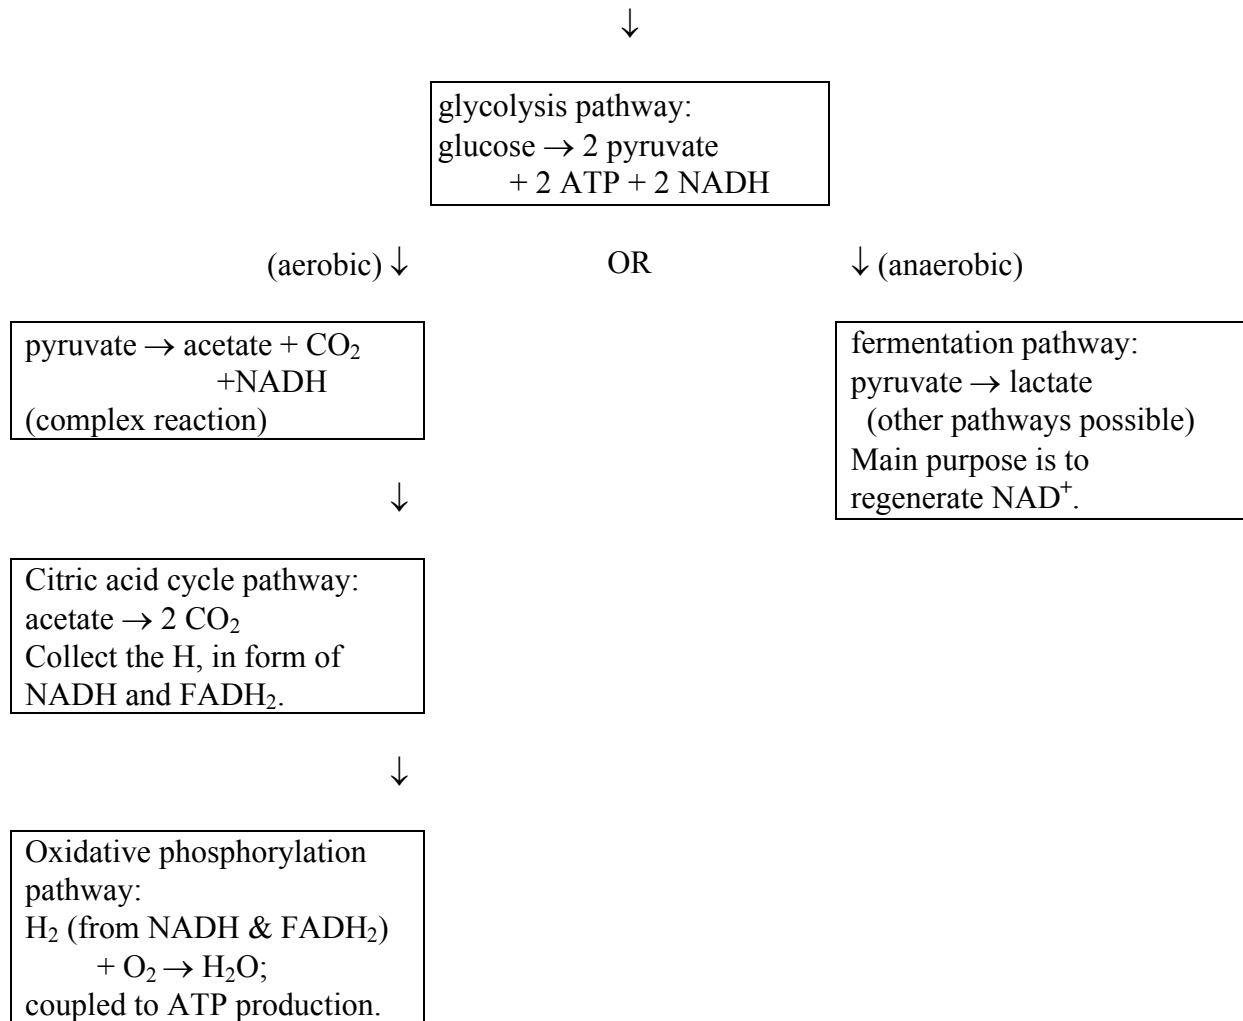 ↓
glycolysis pathway:
glucose → 2 pyruvate
+ 2 ATP + 2 NADH
(aerobic) ↓ OR ↓ (anaerobic)
pyruvate → acetate + CO₂
+NADH
(complex reaction)
fermentation pathway:
pyruvate → lactate
(other pathways possible)
Main purpose is to
regenerate NAD⁺.
↓
Citric acid cycle pathway:
acetate → 2 CO₂
Collect the H, in form of
NADH and FADH₂.
↓
Oxidative phosphorylation
pathway:
H₂ (from NADH & FADH₂)
+ O₂ → H₂O;
coupled to ATP production.